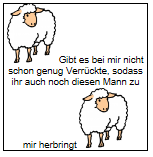 Gibt es bei mir nicht
schon genug Verrückte, sodass
ihr auch noch diesen Mann zu
mir herbringt